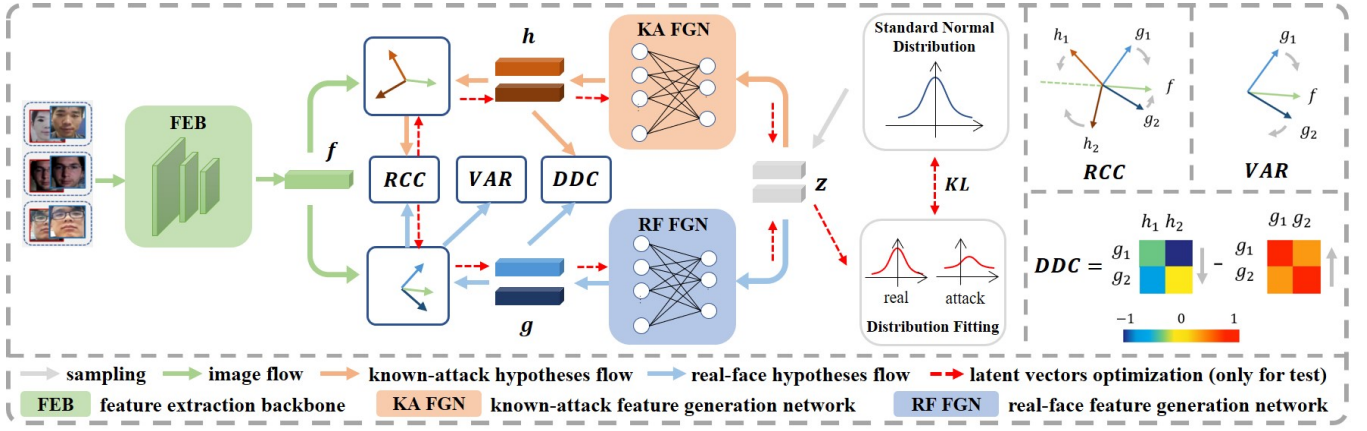 FEB
f
h
KA FGN
RCC
VAR
DDC
g
RF FGN
z
Standard Normal
Distribution
KL
real
attack
Distribution Fitting
h1
g1
f
g2
h2
RCC
g1
f
g2
VAR
h1 h2
g1 g2
g1
g2
DDC =
-
g1
g2
−1
0
1
sampling
image flow
known-attack hypotheses flow
real-face hypotheses flow
latent vectors optimization (only for test)
FEB
feature extraction backbone
KA FGN
known-attack feature generation network
RF FGN
real-face feature generation network